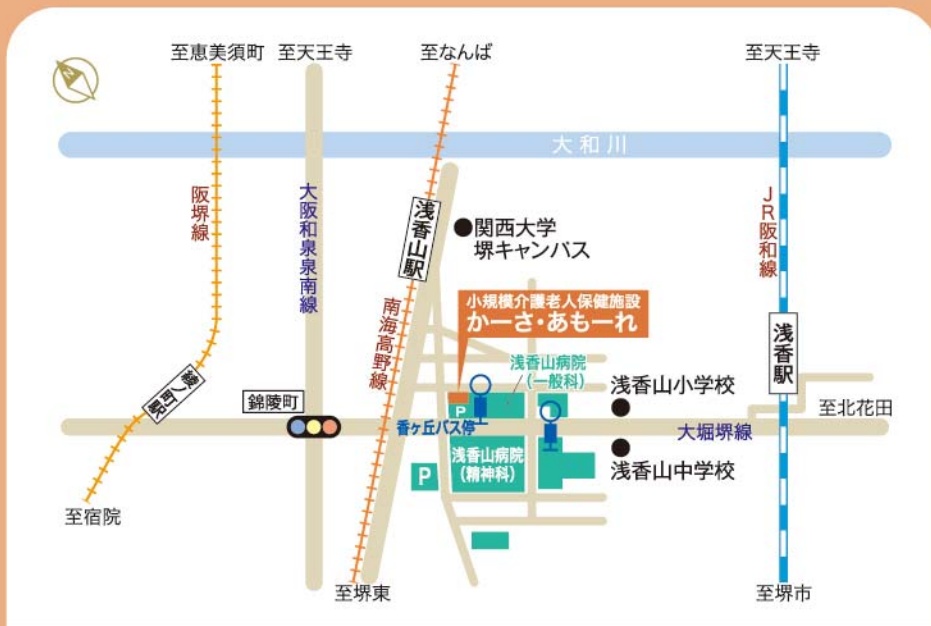 至恵美須町
至天王寺
至なんば
至天王寺
N
大和川
阪堺線
大阪和泉泉南線
浅香山駅
関西大学
堺キャンパス
JR阪和線
小規模介護老人保健施設
かーさ・あもーれ
南海高野線
浅香山病院
(一般科)
浅香駅
綾ノ町駅
錦陵町
P
浅香山小学校
至北花田
香ヶ丘バス停
大堀堺線
浅香山病院
(精神科)
浅香山中学校
P
至宿院
至堺東
至堺市